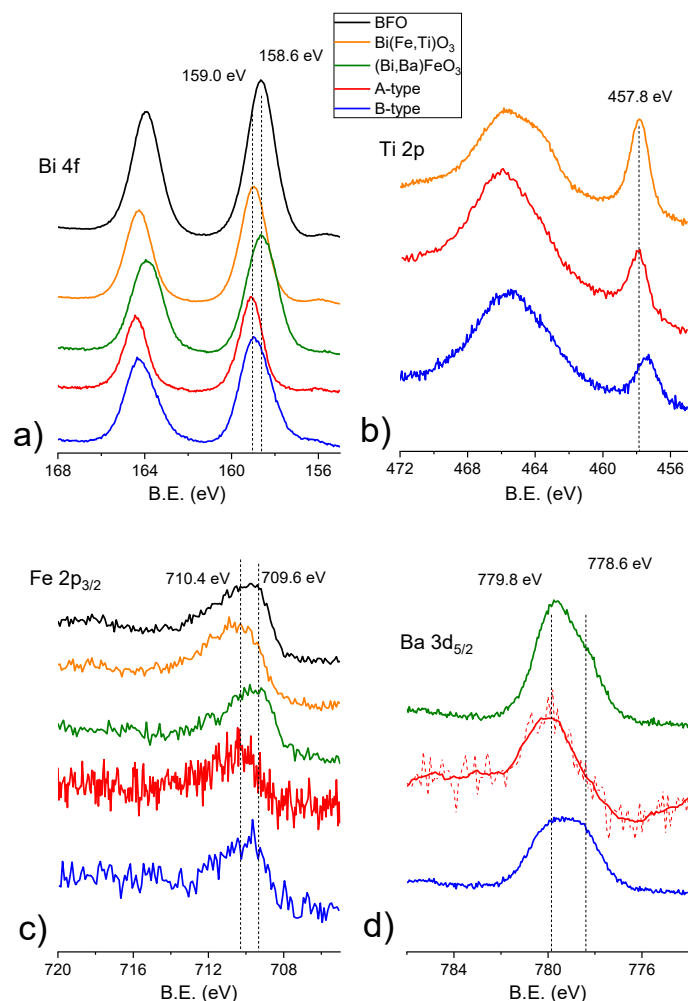 BFO
Bi(Fe,Ti)O3
(Bi,Ba)FeO3
A-type
B-type
159.0 eV
158.6 eV
Bi 4f
a)
168 164 160 156
B.E. (eV)
457.8 eV
Ti 2p
b)
472 468 464 460 456
B.E. (eV)
Fe 2p3/2
710.4 eV
709.6 eV
c)
720 716 712 708
B.E. (eV)
779.8 eV
778.6 eV
Ba 3d5/2
d)
784 780 776
B.E. (eV)